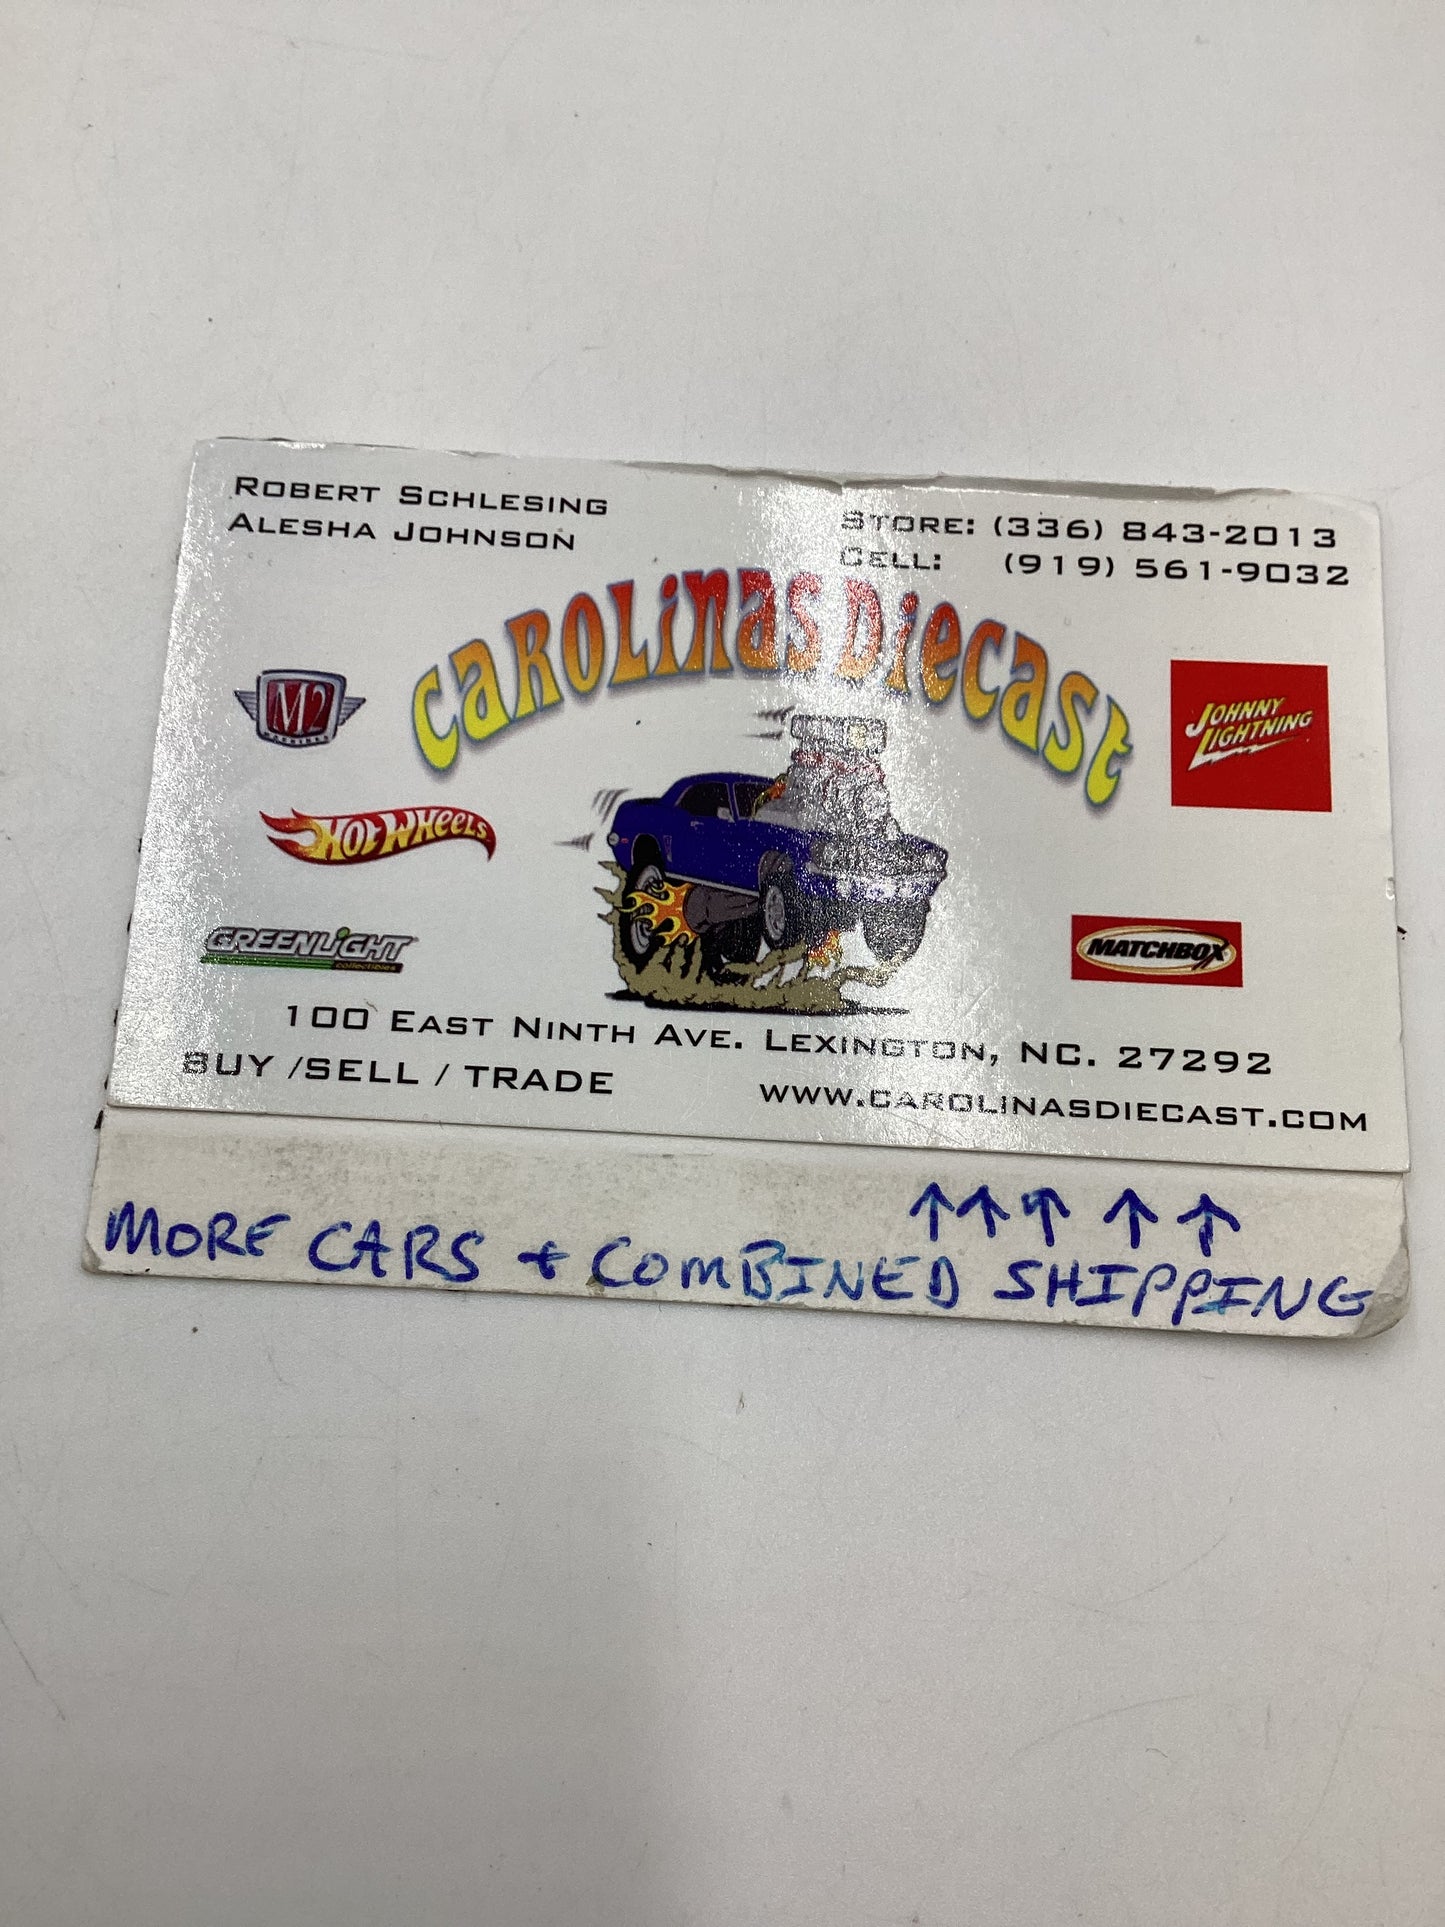 ROBERT SCHLESING
ALESHA JOHNSON
STORE: (336) 843-2013
CELL: (919) 561-9032
CAROLINAS DIECAST
M2
MACHINES
JOHNNY
LIGHTNING
HOT WHEELS
GREENLIGHT
collectibles
MATCHBOX
100 EAST NINTH AVE. LEXINGTON, NC. 27292
BUY /SELL / TRADE
WWW.CAROLINASDIECAST.COM
↑↑↑↑↑
MORE CARS + COMBINED SHIPPING